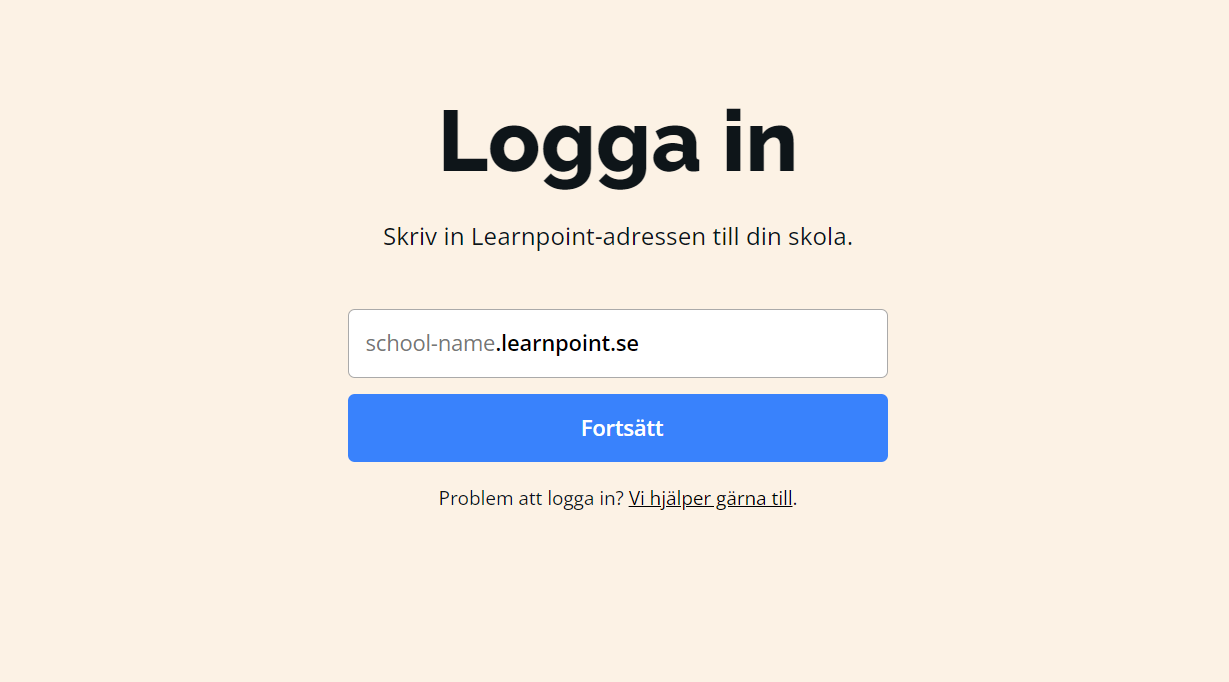 Logga in
Skriv in Learnpoint-adressen till din skola.
school-name.learnpoint.se
Fortsätt
Problem att logga in? Vi hjälper gärna till.